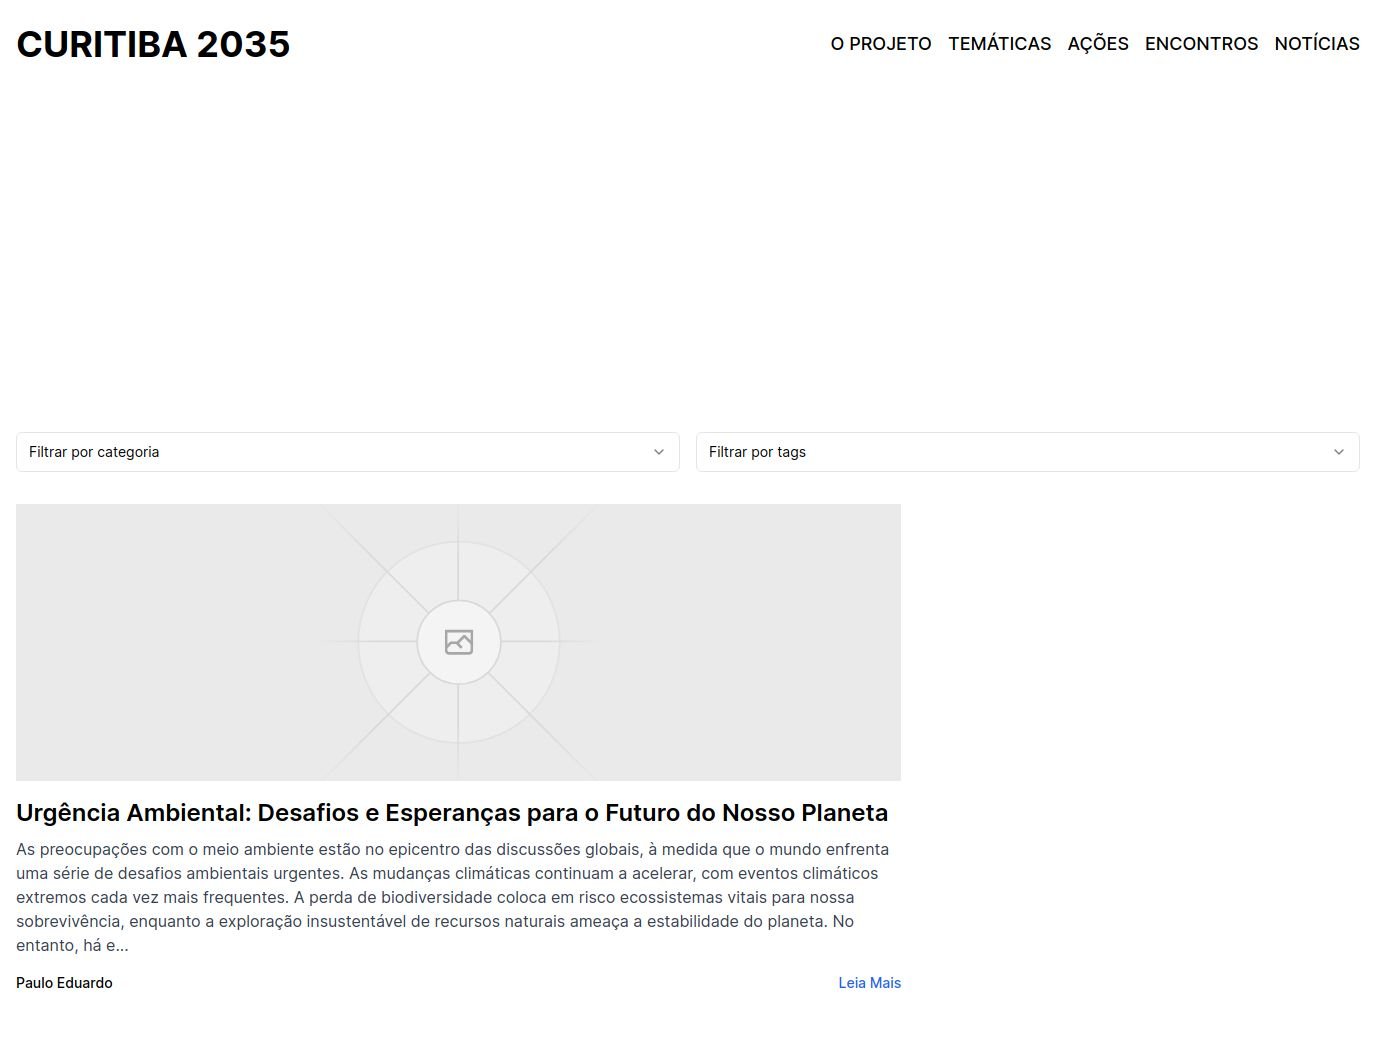 CURITIBA 2035
O PROJETO TEMÁTICAS AÇÕES ENCONTROS NOTÍCIAS
Filtrar por categoria
Filtrar por tags
Urgência Ambiental: Desafios e Esperanças para o Futuro do Nosso Planeta
As preocupações com o meio ambiente estão no epicentro das discussões globais, à medida que o mundo enfrenta
uma série de desafios ambientais urgentes. As mudanças climáticas continuam a acelerar, com eventos climáticos
extremos cada vez mais frequentes. A perda de biodiversidade coloca em risco ecossistemas vitais para nossa
sobrevivência, enquanto a exploração insustentável de recursos naturais ameaça a estabilidade do planeta. No
entanto, há e...
Paulo Eduardo
Leia Mais